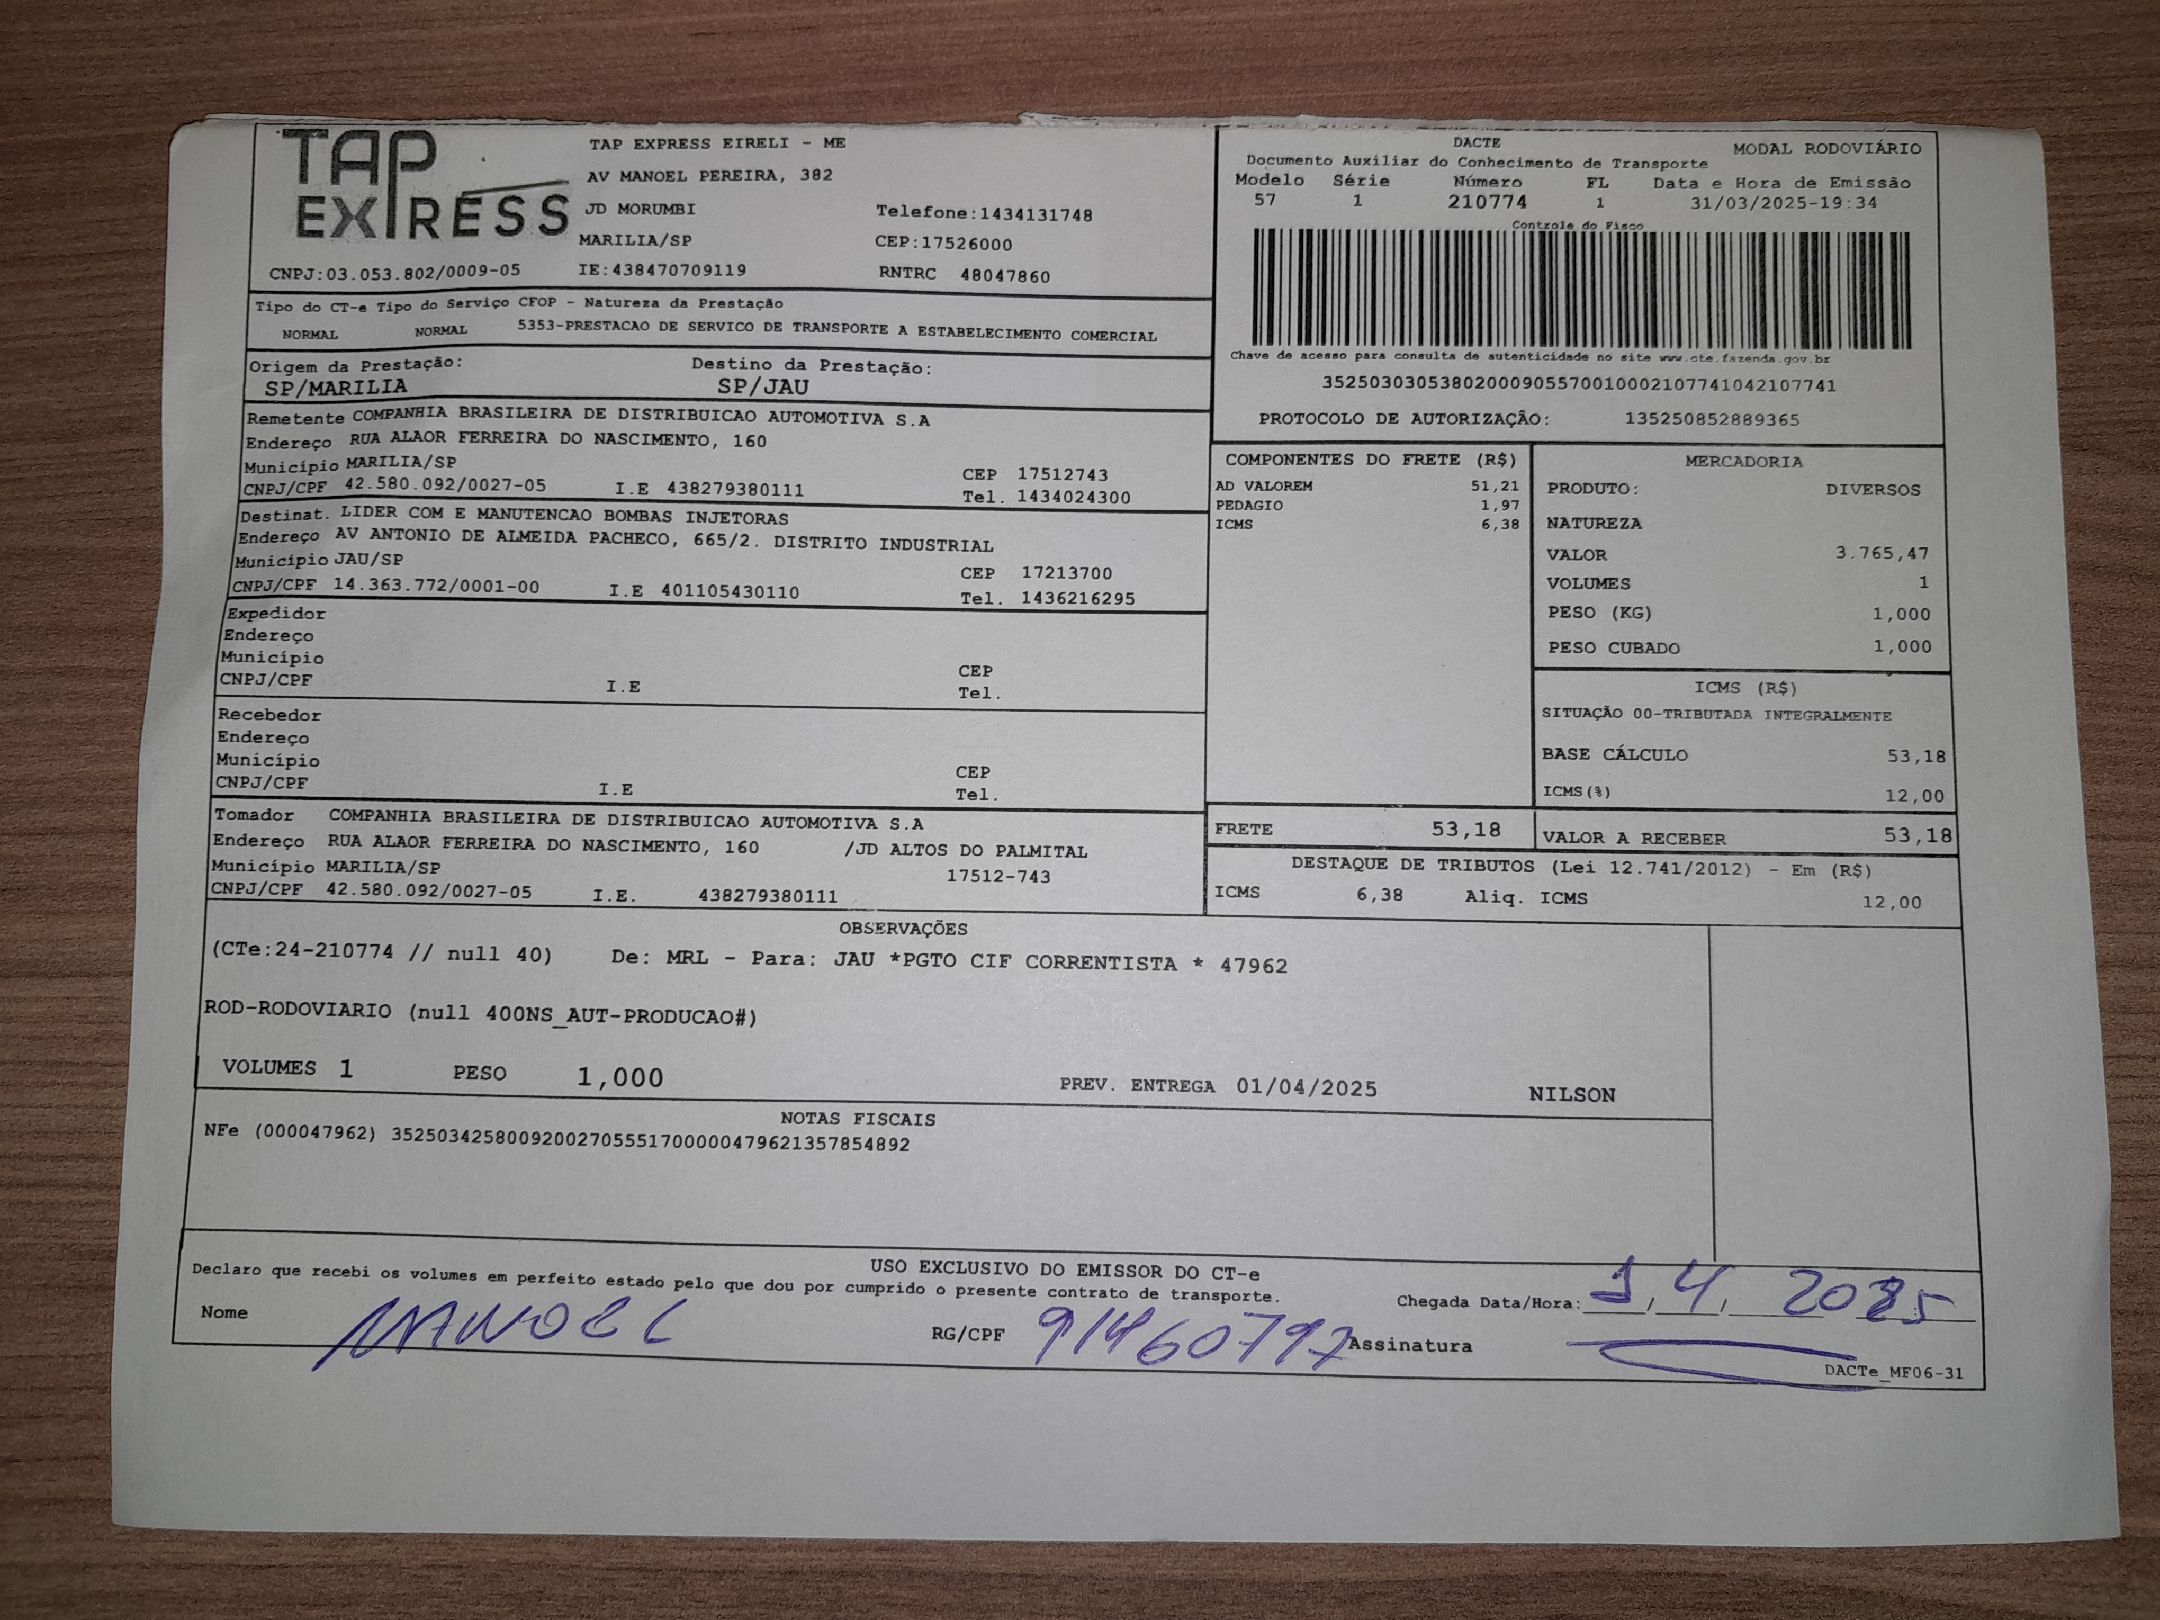 TAP EXPRESS
TAP EXPRESS EIRELI - ME
AV MANOEL PEREIRA, 382
JD MORUMBI Telefone:1434131748
MARILIA/SP CEP:17526000
CNPJ:03.053.802/0009-05 IE:438470709119 RNTRC 48047860
DACTE MODAL RODOVIÁRIO
Documento Auxiliar do Conhecimento de Transporte
Modelo Série Número FL Data e Hora de Emissão
57 1 210774 1 31/03/2025-19:34
Controle do Fisco
Chave de acesso para consulta de autenticidade no site www.cte.fazenda.gov.br
35250303053802000905570010002107741042107741
PROTOCOLO DE AUTORIZAÇÃO: 135250852889365
Tipo do CT-e Tipo do Serviço CFOP - Natureza da Prestação
NORMAL NORMAL 5353-PRESTACAO DE SERVICO DE TRANSPORTE A ESTABELECIMENTO COMERCIAL
Origem da Prestação: Destino da Prestação:
SP/MARILIA SP/JAU
Remetente COMPANHIA BRASILEIRA DE DISTRIBUICAO AUTOMOTIVA S.A
Endereço RUA ALAOR FERREIRA DO NASCIMENTO, 160
Município MARILIA/SP CEP 17512743
CNPJ/CPF 42.580.092/0027-05 I.E 438279380111 Tel. 1434024300
Destinat. LIDER COM E MANUTENCAO BOMBAS INJETORAS
Endereço AV ANTONIO DE ALMEIDA PACHECO, 665/2. DISTRITO INDUSTRIAL
Município JAU/SP CEP 17213700
CNPJ/CPF 14.363.772/0001-00 I.E 401105430110 Tel. 1436216295
Expedidor
Endereço
Município CEP
CNPJ/CPF I.E Tel.
Recebedor
Endereço
Município CEP
CNPJ/CPF I.E Tel.
Tomador COMPANHIA BRASILEIRA DE DISTRIBUICAO AUTOMOTIVA S.A
Endereço RUA ALAOR FERREIRA DO NASCIMENTO, 160 /JD ALTOS DO PALMITAL
Município MARILIA/SP 17512-743
CNPJ/CPF 42.580.092/0027-05 I.E. 438279380111
COMPONENTES DO FRETE (R$)
AD VALOREM 51,21
PEDAGIO 1,97
ICMS 6,38
MERCADORIA
PRODUTO: DIVERSOS
NATUREZA
VALOR 3.765,47
VOLUMES 1
PESO (KG) 1,000
PESO CUBADO 1,000
ICMS (R$)
SITUAÇÃO 00-TRIBUTADA INTEGRALMENTE
BASE CÁLCULO 53,18
ICMS(%) 12,00
FRETE 53,18 VALOR A RECEBER 53,18
DESTAQUE DE TRIBUTOS (Lei 12.741/2012) - Em (R$)
ICMS 6,38 Aliq. ICMS 12,00
OBSERVAÇÕES
(CTe:24-210774 // null 40) De: MRL - Para: JAU *PGTO CIF CORRENTISTA * 47962
ROD-RODOVIARIO (null 400NS_AUT-PRODUCAO#)
VOLUMES 1 PESO 1,000 PREV. ENTREGA 01/04/2025 NILSON
NOTAS FISCAIS
NFe (000047962) 35250342580092002705551700000479621357854892
USO EXCLUSIVO DO EMISSOR DO CT-e
Declaro que recebi os volumes em perfeito estado pelo que dou por cumprido o presente contrato de transporte.
Chegada Data/Hora: 1/4/2025
Nome MANOEL RG/CPF 91460797 Assinatura
DACTe_MF06-31